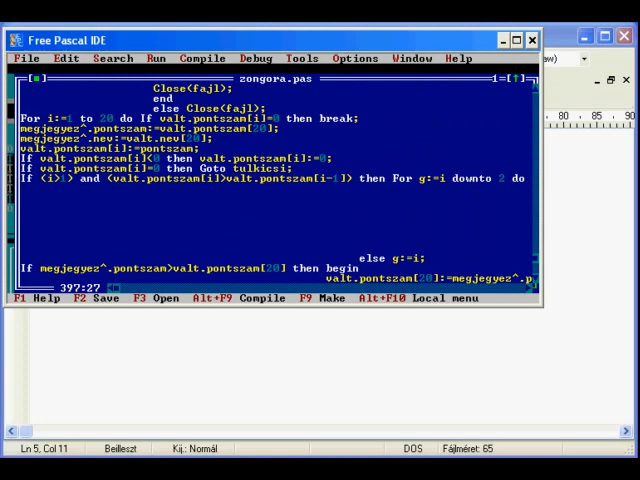 Free Pascal IDE
File Edit Search Run Compile Debug Tools Options Window Help
zongora.pas 1=[↑]
Close(fajl);
end
else Close(fajl);
For i:=1 to 20 do If valt.pontszam[i]=0 then break;
megjegyez^.pontszam:=valt.pontszam[20];
megjegyez^.nev:=valt.nev[20];
valt.pontszam[i]:=pontszam;
If valt.pontszam[i]<0 then valt.pontszam[i]:=0;
If valt.pontszam[i]=0 then Goto tulkicsi;
If (i>1) and (valt.pontszam[i]>valt.pontszam[i-1]) then For g:=i downto 2 do
else g:=i;
If megjegyez^.pontszam>valt.pontszam[20] then begin
valt.pontszam[20]:=megjegyez^.p
397:27
F1 Help F2 Save F3 Open Alt+F9 Compile F9 Make Alt+F10 Local menu
80 85 90
Ln 5, Col 11 Beilleszt Kij.: Normál DOS Fájlméret: 65